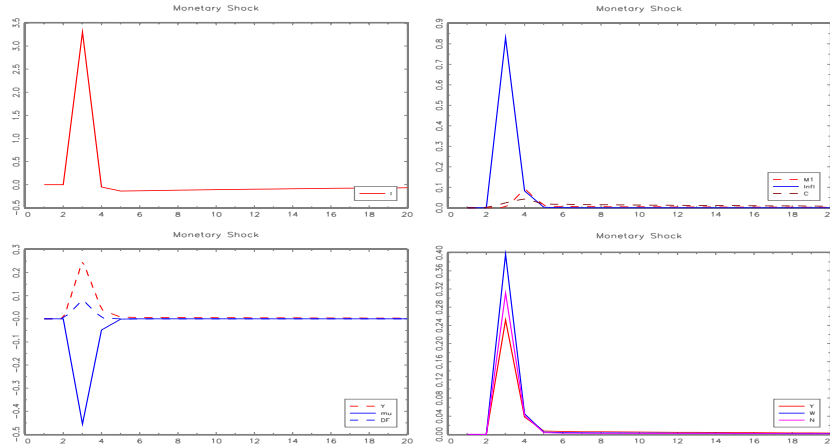 Monetary Shock
3.5
3.0
2.5
2.0
1.5
1.0
0.5
0.0
−0.5
I
0 2 4 6 8 10 12 14 16 18 20
Monetary Shock
0.9
0.8
0.7
0.6
0.5
0.4
0.3
0.2
0.1
0.0
M1
Infl
C
0 2 4 6 8 10 12 14 16 18 20
Monetary Shock
0.3
0.2
0.1
−0.0
−0.1
−0.2
−0.3
−0.4
−0.5
Y
mu
DF
0 2 4 6 8 10 12 14 16 18 20
Monetary Shock
0.40
0.36
0.32
0.28
0.24
0.20
0.16
0.12
0.08
0.04
0.00
Y
W
N
0 2 4 6 8 10 12 14 16 18 20